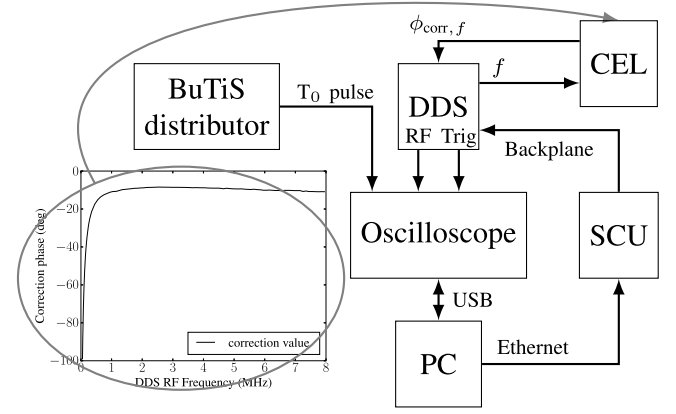 ϕcorr, f
CEL
f
BuTiS
distributor
T0 pulse
DDS
RF Trig
Backplane
Oscilloscope
SCU
USB
PC
Ethernet
Correction phase (deg)
0
−20
−40
−60
−80
−100
0 1 2 3 4 5 6 7 8
DDS RF Frequency (MHz)
correction value